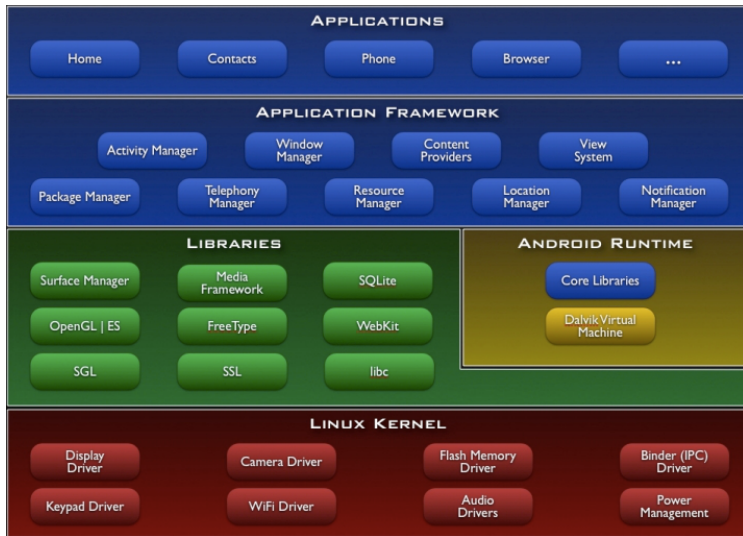 APPLICATIONS
Home
Contacts
Phone
Browser
...
APPLICATION FRAMEWORK
Activity Manager
Window
Manager
Content
Providers
View
System
Package Manager
Telephony
Manager
Resource
Manager
Location
Manager
Notification
Manager
LIBRARIES
Surface Manager
Media
Framework
SQLite
OpenGL | ES
FreeType
WebKit
SGL
SSL
libc
ANDROID RUNTIME
Core Libraries
Dalvik Virtual
Machine
LINUX KERNEL
Display
Driver
Camera Driver
Flash Memory
Driver
Binder (IPC)
Driver
Keypad Driver
WiFi Driver
Audio
Drivers
Power
Management